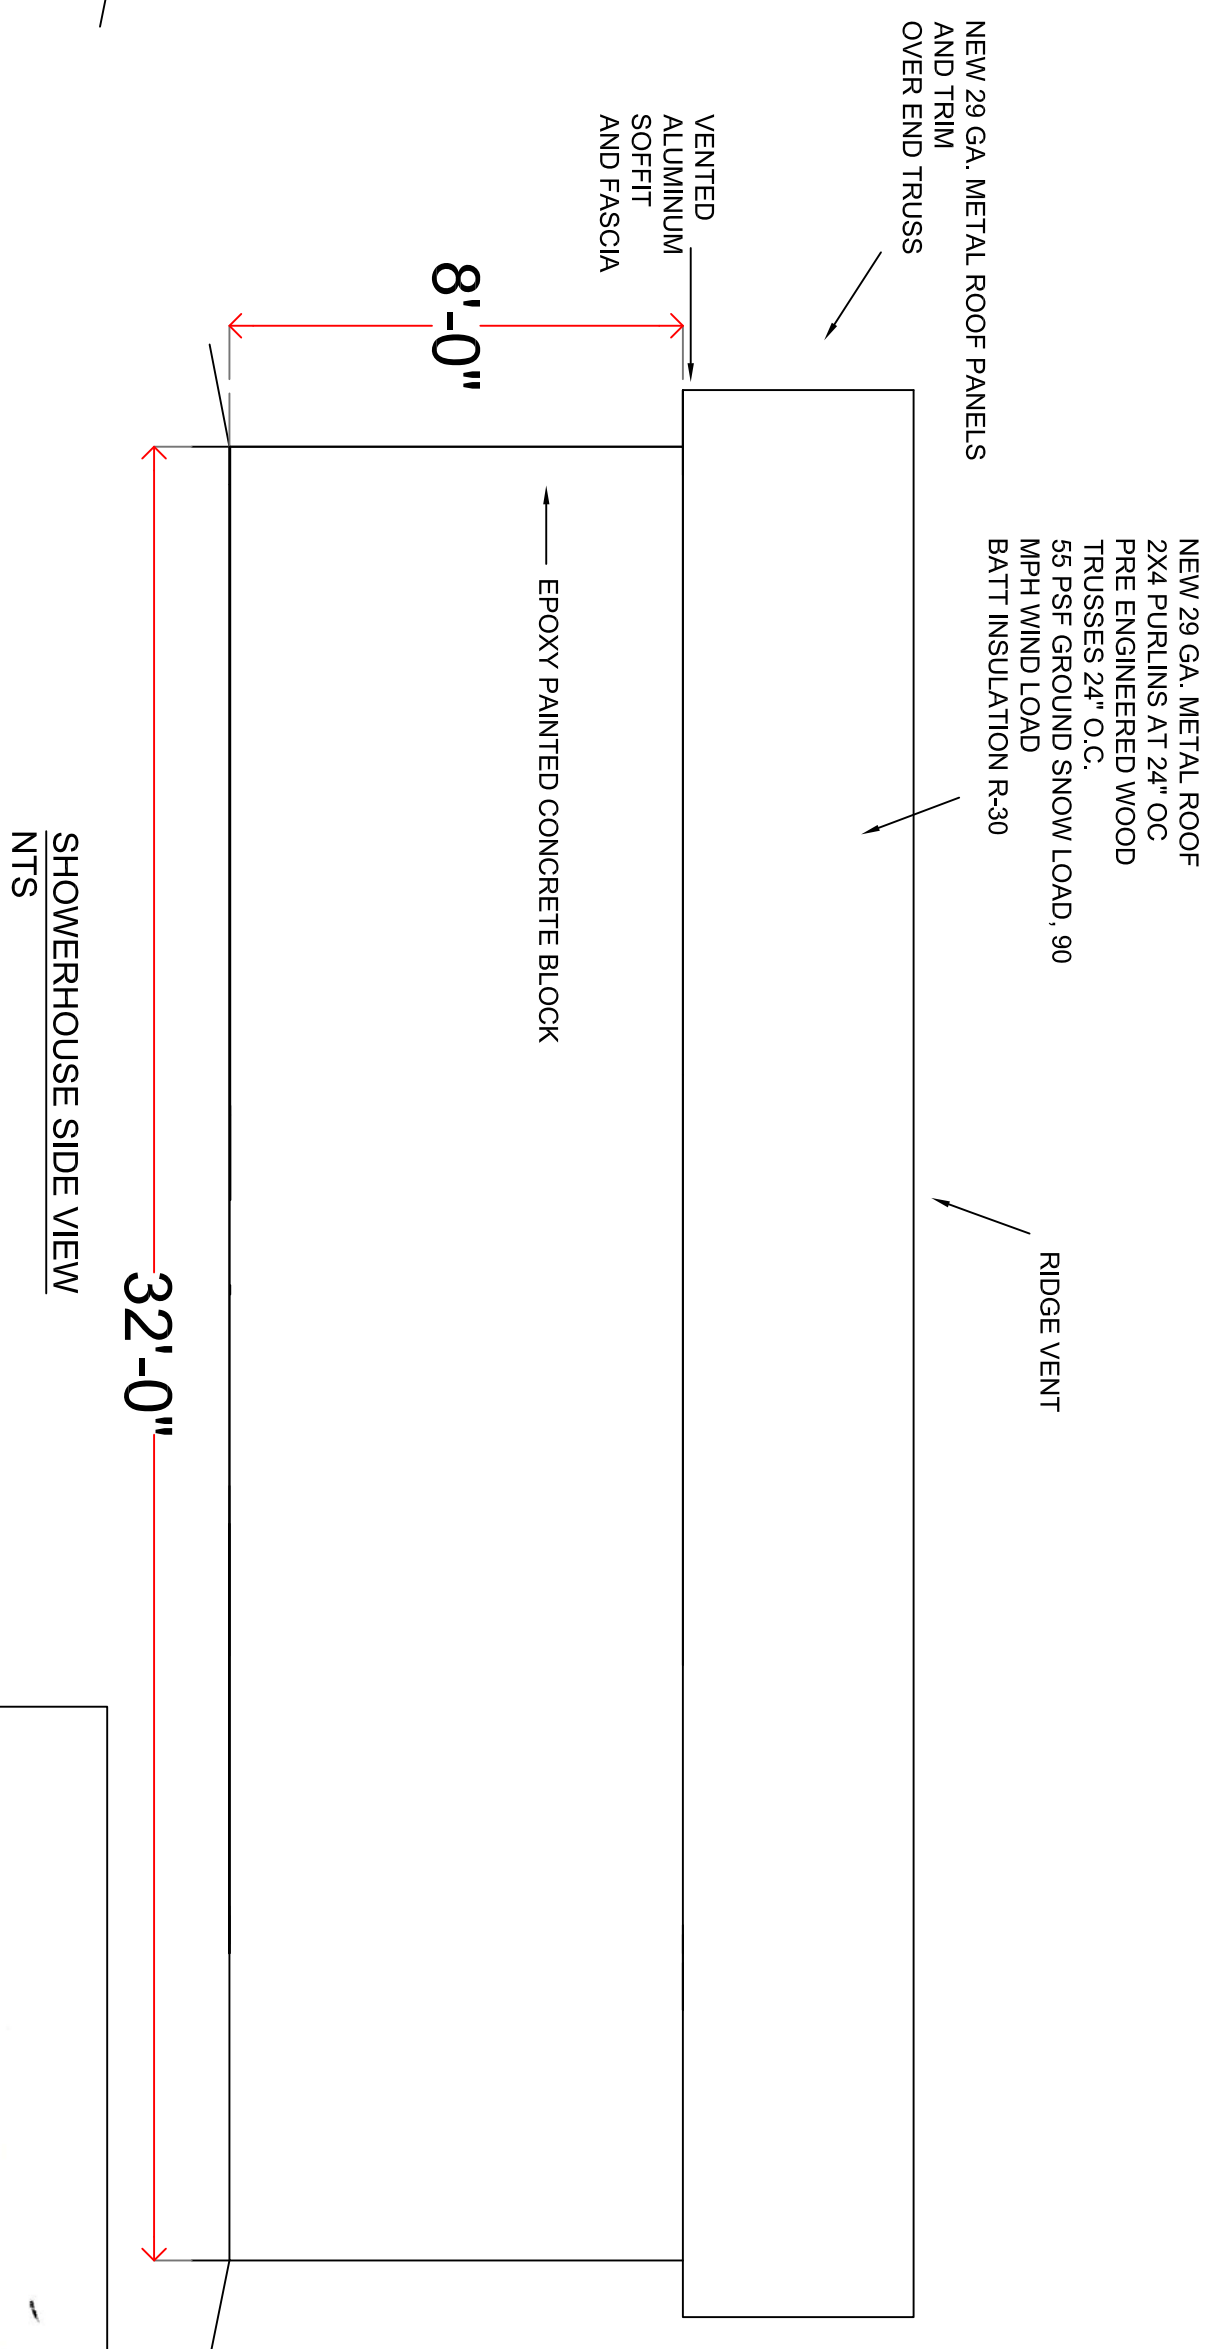 NEW 29 GA. METAL ROOF PANELS
AND TRIM
OVER END TRUSS
VENTED
ALUMINUM
SOFFIT
AND FASCIA
NEW 29 GA. METAL ROOF
2X4 PURLINS AT 24" OC
PRE ENGINEERED WOOD
TRUSSES 24" O.C.
55 PSF GROUND SNOW LOAD, 90
MPH WIND LOAD
BATT INSULATION R-30
RIDGE VENT
8'-0"
EPOXY PAINTED CONCRETE BLOCK
32'-0"
SHOWERHOUSE SIDE VIEW
NTS